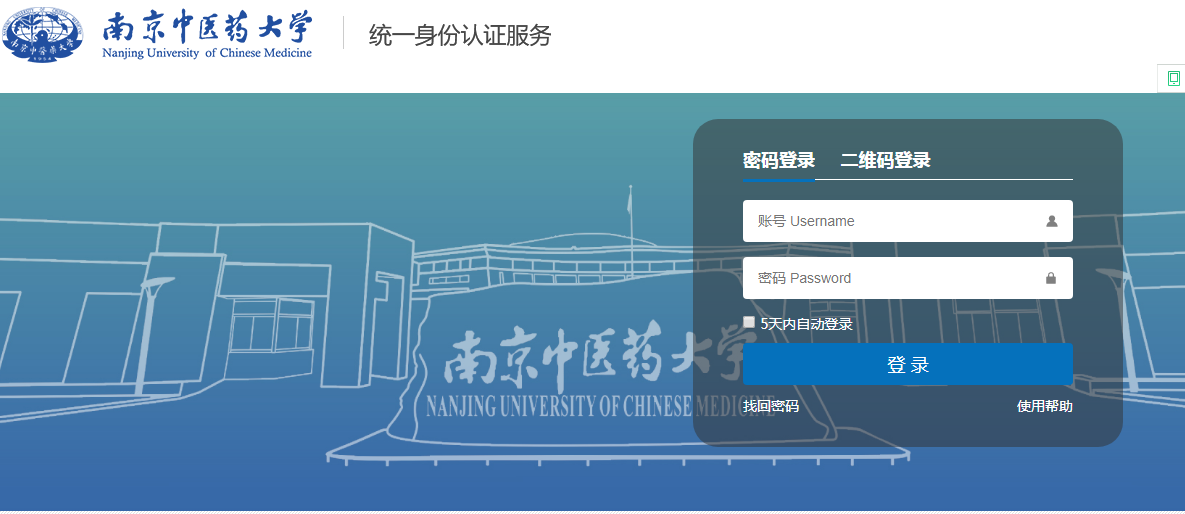 南京中医药大学
Nanjing University of Chinese Medicine
统一身份认证服务
密码登录 二维码登录
账号 Username
密码 Password
5天内自动登录
登 录
找回密码 使用帮助
南京中医药大学
NANJING UNIVERSITY OF CHINESE MEDICINE